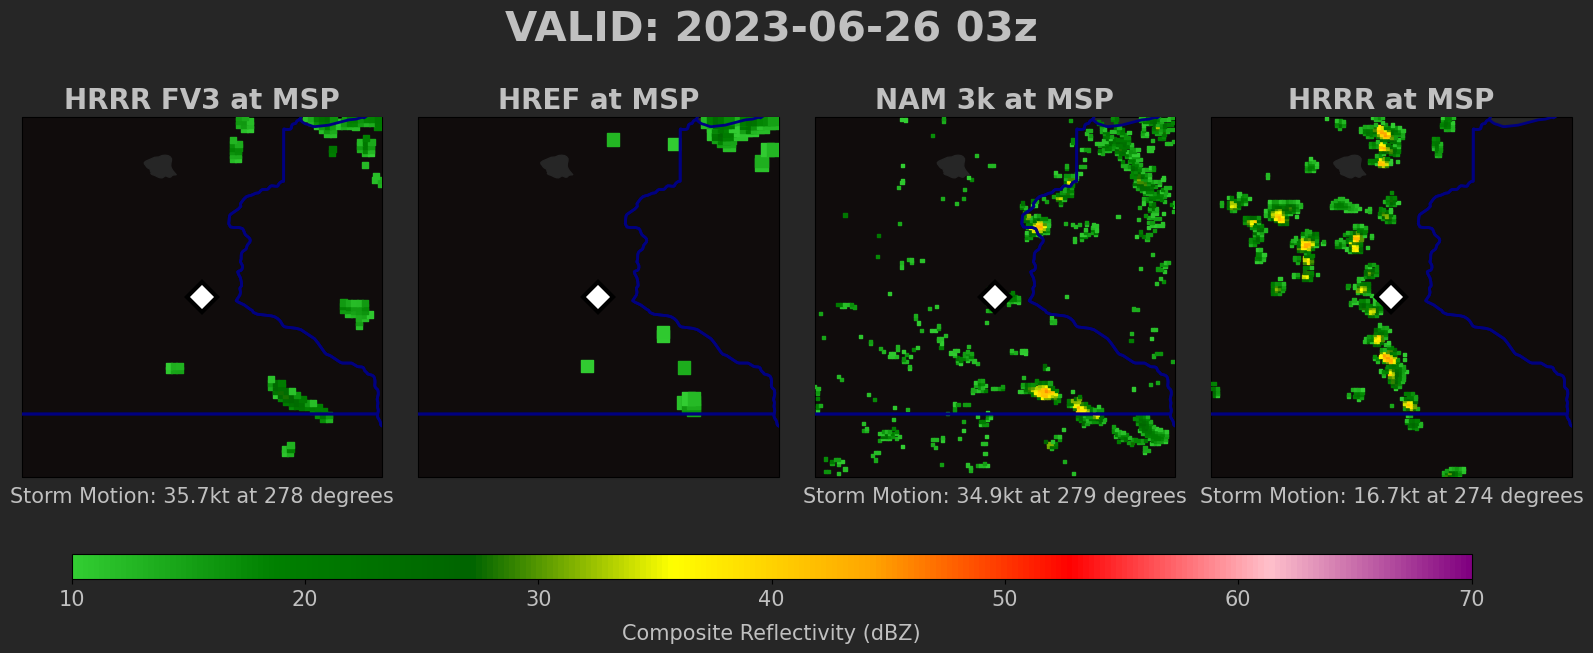 VALID: 2023-06-26 03z
HRRR FV3 at MSP
HREF at MSP
NAM 3k at MSP
HRRR at MSP
Storm Motion: 35.7kt at 278 degrees
Storm Motion: 34.9kt at 279 degrees
Storm Motion: 16.7kt at 274 degrees
10 20 30 40 50 60 70
Composite Reflectivity (dBZ)